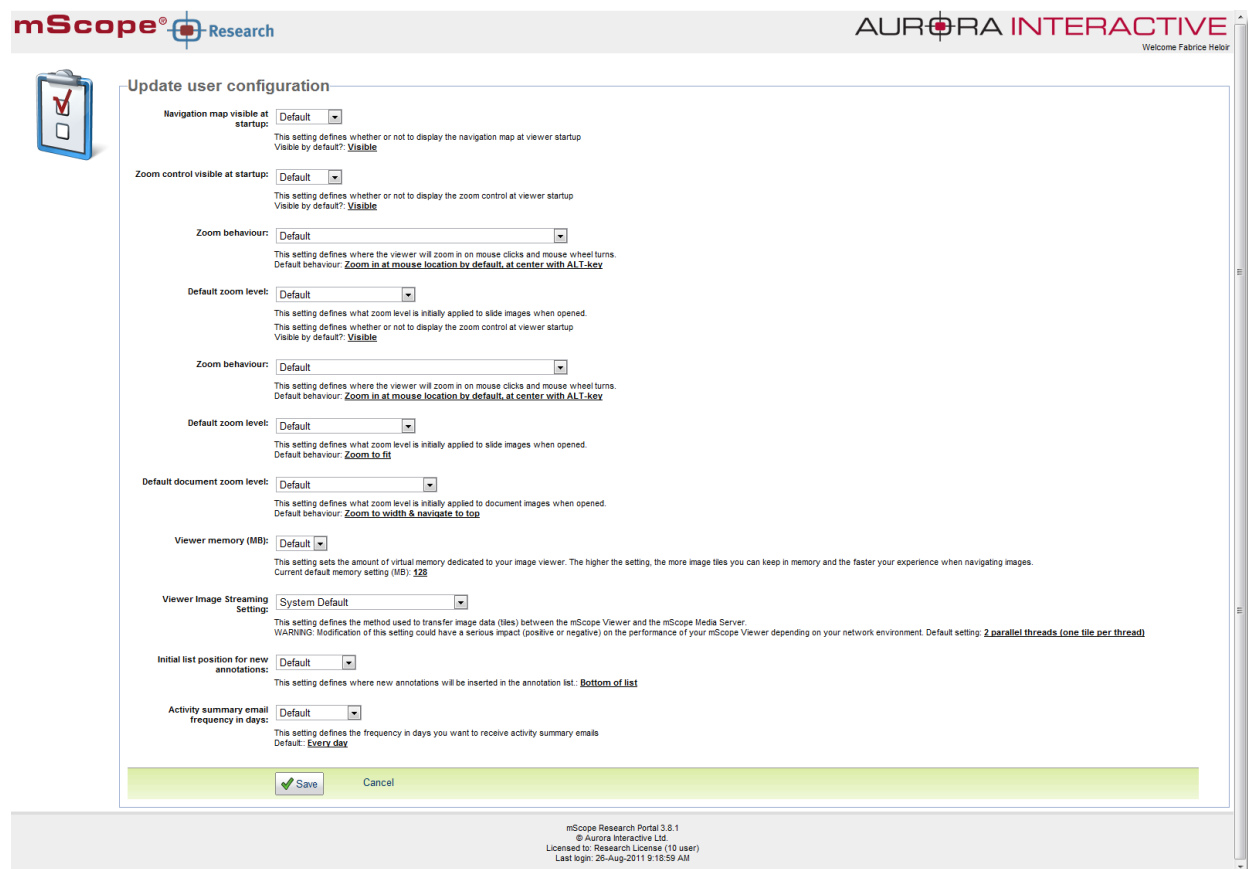 mScope® Research
AURORA INTERACTIVE
Welcome Fabrice Heloir
Update user configuration
Navigation map visible at
startup:
Default
This setting defines whether or not to display the navigation map at viewer startup
Visible by default?: Visible
Zoom control visible at startup:
Default
This setting defines whether or not to display the zoom control at viewer startup
Visible by default?: Visible
Zoom behaviour:
Default
This setting defines where the viewer will zoom in on mouse clicks and mouse wheel turns.
Default behaviour: Zoom in at mouse location by default, at center with ALT-key
Default zoom level:
Default
This setting defines what zoom level is initially applied to slide images when opened.
This setting defines whether or not to display the zoom control at viewer startup
Visible by default?: Visible
Zoom behaviour:
Default
This setting defines where the viewer will zoom in on mouse clicks and mouse wheel turns.
Default behaviour: Zoom in at mouse location by default, at center with ALT-key
Default zoom level:
Default
This setting defines what zoom level is initially applied to slide images when opened.
Default behaviour: Zoom to fit
Default document zoom level:
Default
This setting defines what zoom level is initially applied to document images when opened.
Default behaviour: Zoom to width & navigate to top
Viewer memory (MB):
Default
This setting sets the amount of virtual memory dedicated to your image viewer. The higher the setting, the more image tiles you can keep in memory and the faster your experience when navigating images.
Current default memory setting (MB): 128
Viewer Image Streaming
Setting:
System Default
This setting defines the method used to transfer image data (tiles) between the mScope Viewer and the mScope Media Server.
WARNING: Modification of this setting could have a serious impact (positive or negative) on the performance of your mScope Viewer depending on your network environment. Default setting: 2 parallel threads (one tile per thread)
Initial list position for new
annotations:
Default
This setting defines where new annotations will be inserted in the annotation list.: Bottom of list
Activity summary email
frequency in days:
Default
This setting defines the frequency in days you want to receive activity summary emails
Default:: Every day
Save
Cancel
mScope Research Portal 3.8.1
© Aurora Interactive Ltd.
Licensed to: Research License (10 user)
Last login: 26-Aug-2011 9:18:59 AM